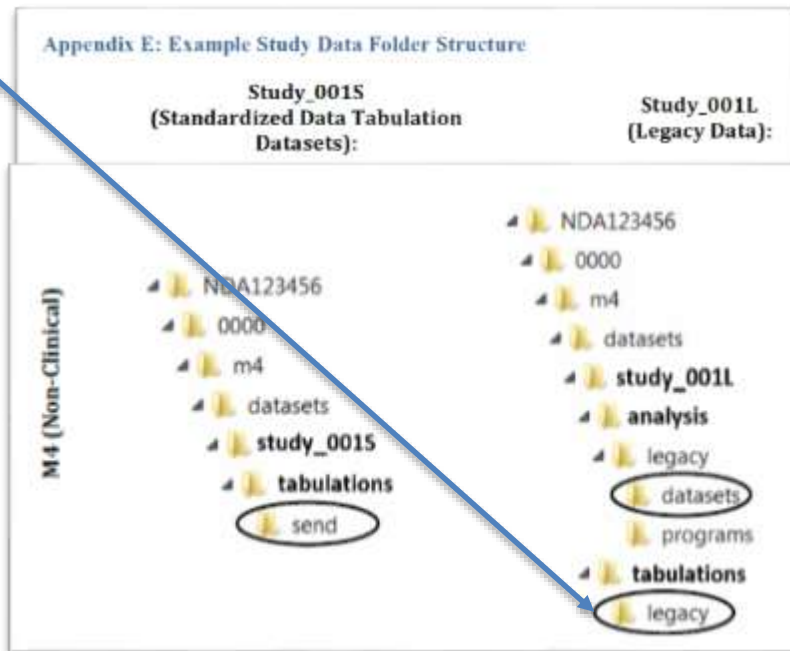 Appendix E: Example Study Data Folder Structure
Study_001S
(Standardized Data Tabulation
Datasets):
Study_001L
(Legacy Data):
M4 (Non-Clinical)
NDA123456
0000
m4
datasets
study_001S
tabulations
send
NDA123456
0000
m4
datasets
study_001L
analysis
legacy
datasets
programs
tabulations
legacy